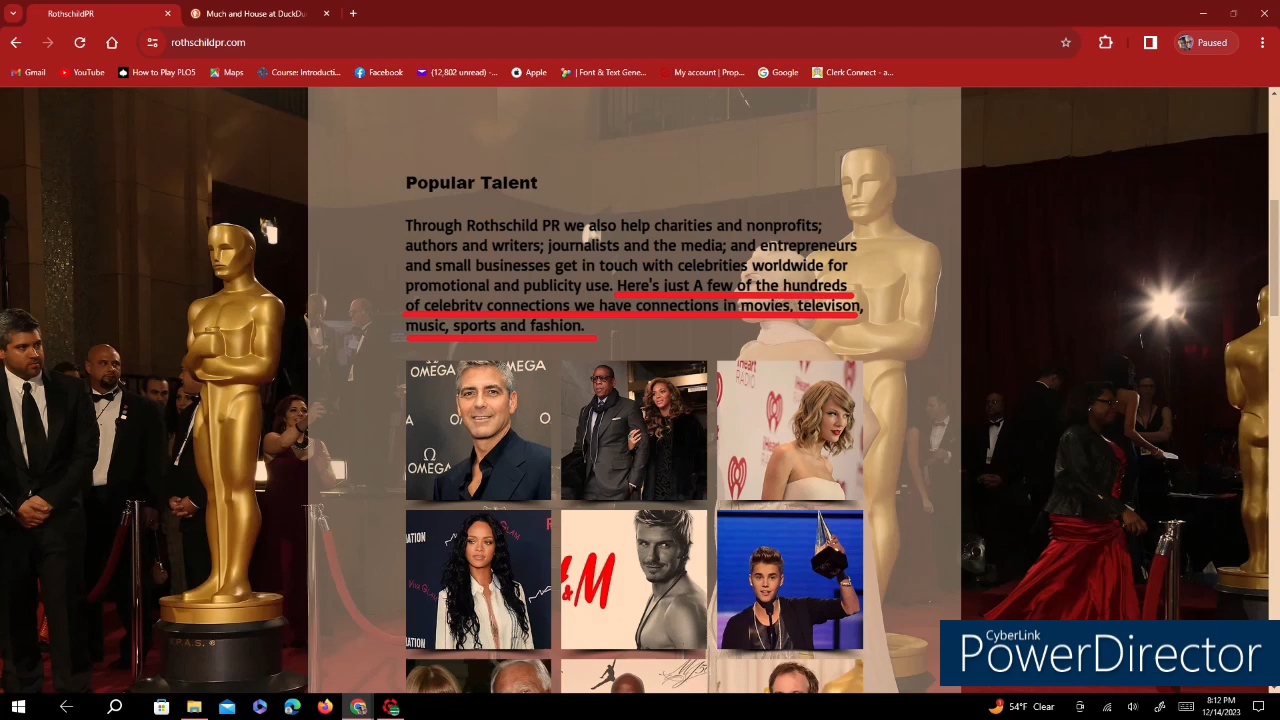 RothschildPR
Much and House at DuckDu
rothschildpr.com
Paused
Gmail
YouTube
How to Play PLO5
Maps
Course: Introducti...
Facebook
(12,802 unread) -...
Apple
| Font & Text Gene...
My account | Prop...
Google
Clerk Connect - a...
Popular Talent
Through Rothschild PR we also help charities and nonprofits;
authors and writers; journalists and the media; and entrepreneurs
and small businesses get in touch with celebrities worldwide for
promotional and publicity use. Here's just A few of the hundreds
of celebrity connections we have connections in movies, televison,
music, sports and fashion.
OMEGA
OMEGA
OMEGA
iHeart
RADIO
H&M
P.A.S. ®
CyberLink
PowerDirector
54°F Clear
8:12 PM
12/14/2023